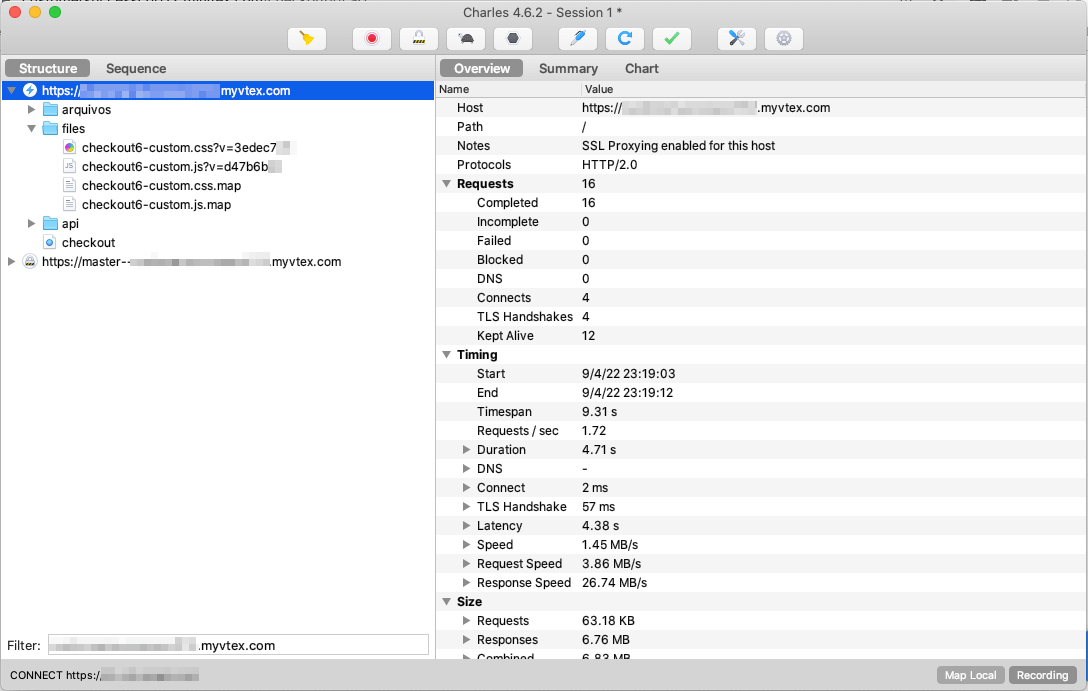 Charles 4.6.2 - Session 1 *
Structure Sequence
https:// myvtex.com
arquivos
files
checkout6-custom.css?v=3edec7
checkout6-custom.js?v=d47b6b
checkout6-custom.css.map
checkout6-custom.js.map
api
checkout
https://master-- .myvtex.com
Filter: .myvtex.com
CONNECT https://
Overview Summary Chart
Name Value
Host https:// .myvtex.com
Path /
Notes SSL Proxying enabled for this host
Protocols HTTP/2.0
Requests 16
Completed 16
Incomplete 0
Failed 0
Blocked 0
DNS 0
Connects 4
TLS Handshakes 4
Kept Alive 12
Timing
Start 9/4/22 23:19:03
End 9/4/22 23:19:12
Timespan 9.31 s
Requests / sec 1.72
Duration 4.71 s
DNS -
Connect 2 ms
TLS Handshake 57 ms
Latency 4.38 s
Speed 1.45 MB/s
Request Speed 3.86 MB/s
Response Speed 26.74 MB/s
Size
Requests 63.18 KB
Responses 6.76 MB
Combined 6.83 MB
Map Local Recording